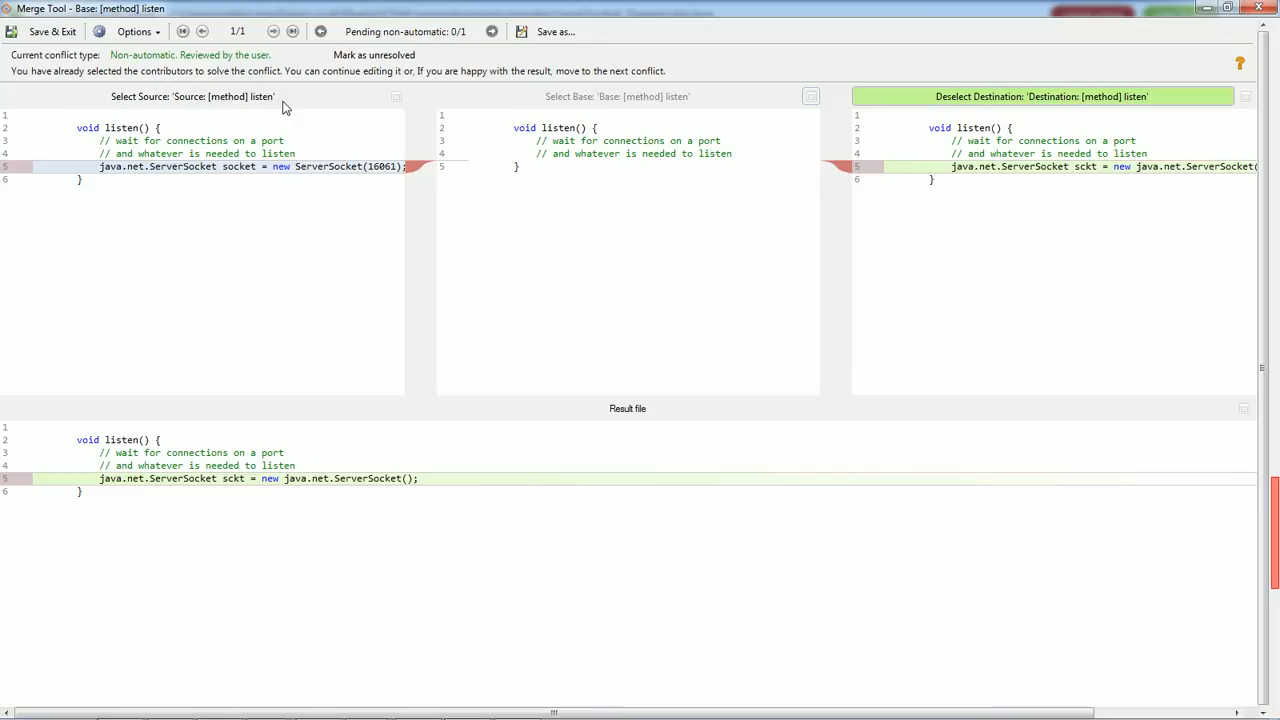 Merge Tool - Base: [method] listen
Save & Exit Options 1/1 Pending non-automatic: 0/1 Save as...
Current conflict type: Non-automatic. Reviewed by the user. Mark as unresolved
You have already selected the contributors to solve the conflict. You can continue editing it or, If you are happy with the result, move to the next conflict.
?
Select Source: 'Source: [method] listen'
1
2 void listen() {
3 // wait for connections on a port
4 // and whatever is needed to listen
5 java.net.ServerSocket socket = new ServerSocket(16061);
6 }
Select Base: 'Base: [method] listen'
1
2 void listen() {
3 // wait for connections on a port
4 // and whatever is needed to listen
5 }
Deselect Destination: 'Destination: [method] listen'
1
2 void listen() {
3 // wait for connections on a port
4 // and whatever is needed to listen
5 java.net.ServerSocket sckt = new java.net.ServerSocket(
6 }
Result file
1
2 void listen() {
3 // wait for connections on a port
4 // and whatever is needed to listen
5 java.net.ServerSocket sckt = new java.net.ServerSocket();
6 }